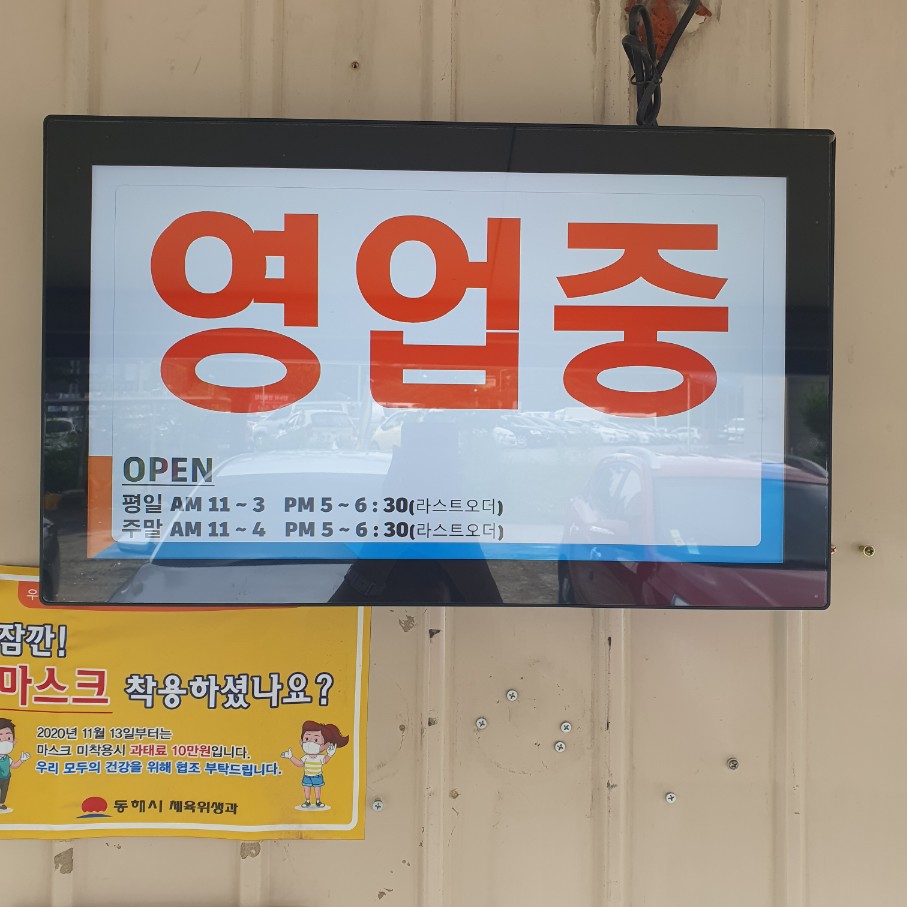 영업중
OPEN
평일 AM 11 ~ 3 PM 5 ~ 6 : 30(라스트오더)
주말 AM 11 ~ 4 PM 5 ~ 6 : 30(라스트오더)
우
잠깐!
마스크 착용하셨나요?
2020년 11월 13일부터는
마스크 미착용시 과태료 10만원입니다.
우리 모두의 건강을 위해 협조 부탁드립니다.
동해시 체육위생과